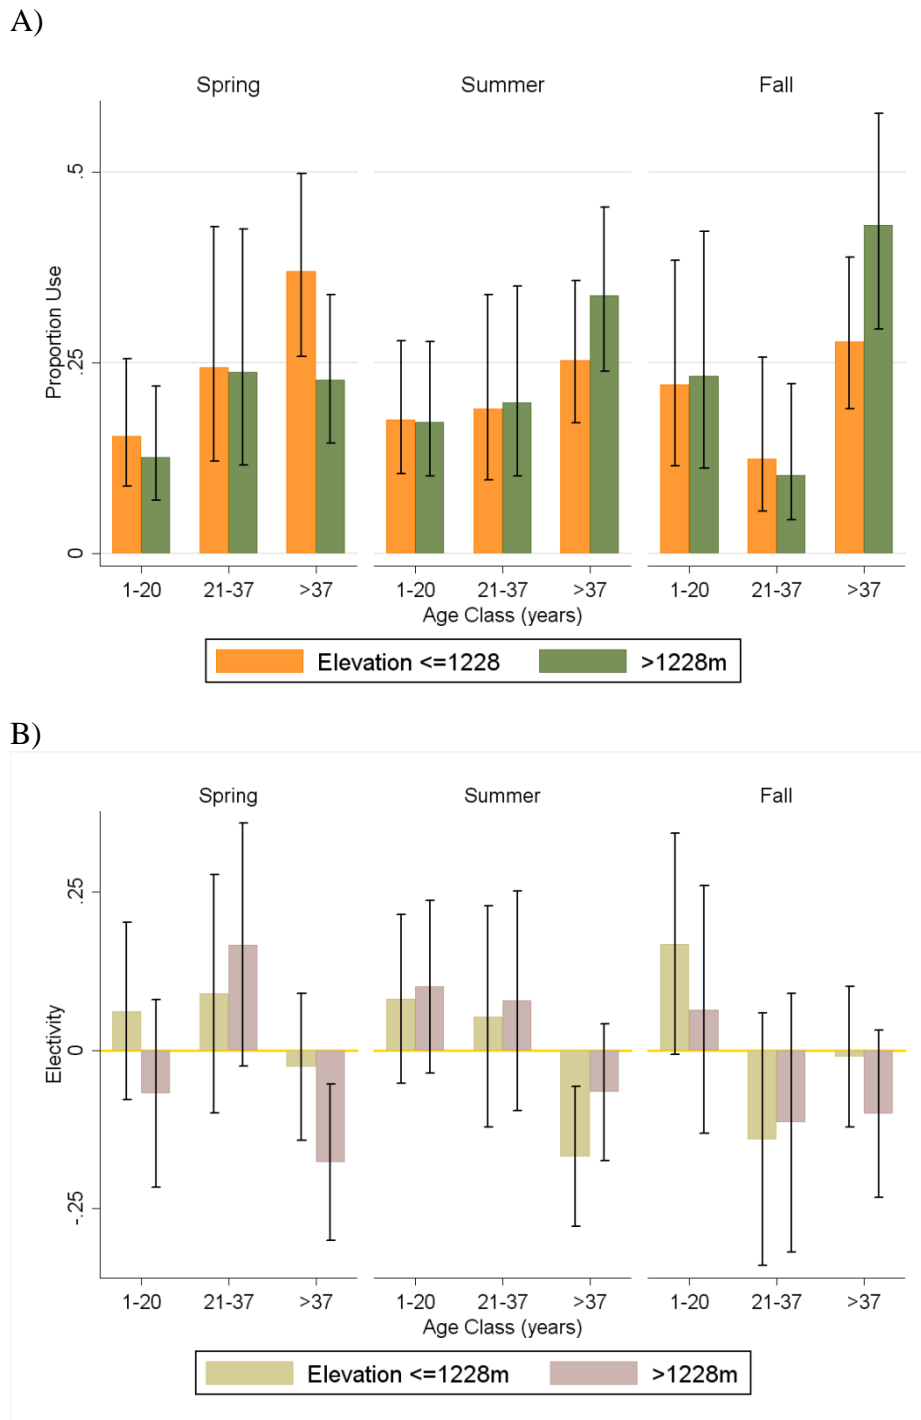 A)
Spring Summer Fall
Proportion Use
.5
.25
0
1-20 21-37 >37 1-20 21-37 >37 1-20 21-37 >37
Age Class (years)
Elevation <=1228 >1228m
B)
Spring Summer Fall
Electivity
.25
0
-.25
1-20 21-37 >37 1-20 21-37 >37 1-20 21-37 >37
Age Class (years)
Elevation <=1228m >1228m